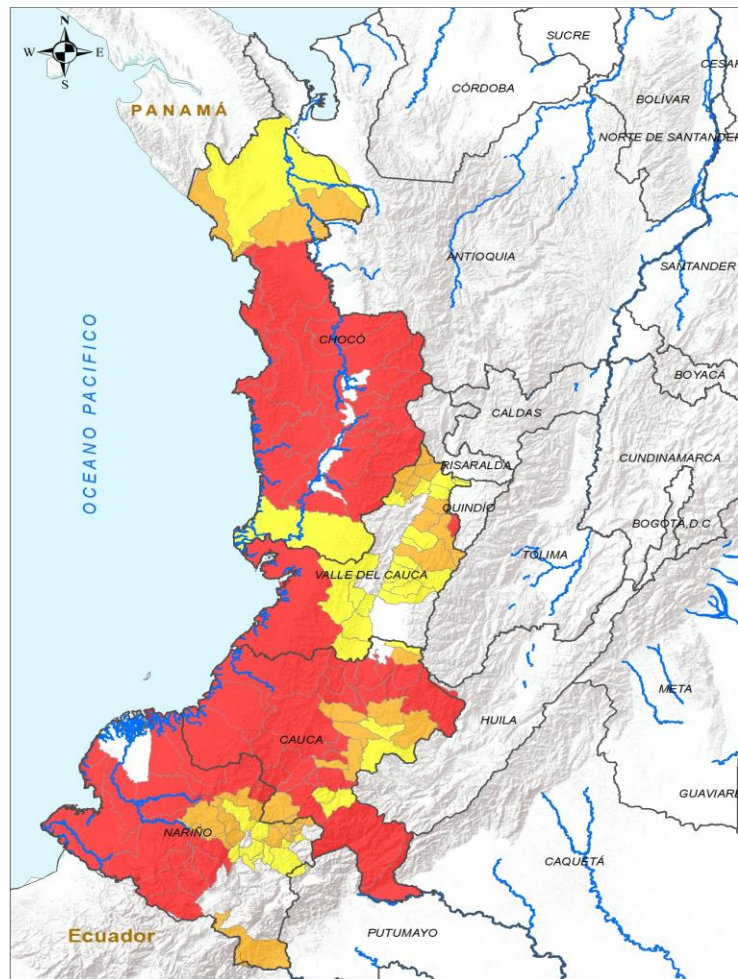 N
W E
S
SUCRE
CESAR
CÓRDOBA
BOLÍVAR
PANAMÁ
NORTE DE SANTANDER
ANTIOQUIA
SANTANDER
OCEANO PACIFICO
CHOCÓ
BOYACÁ
CALDAS
CUNDINAMARCA
RISARALDA
QUINDÍO
BOGOTÁ, D.C
TOLIMA
VALLE DEL CAUCA
META
HUILA
CAUCA
GUAVIARE
NARIÑO
CAQUETÁ
Ecuador
PUTUMAYO